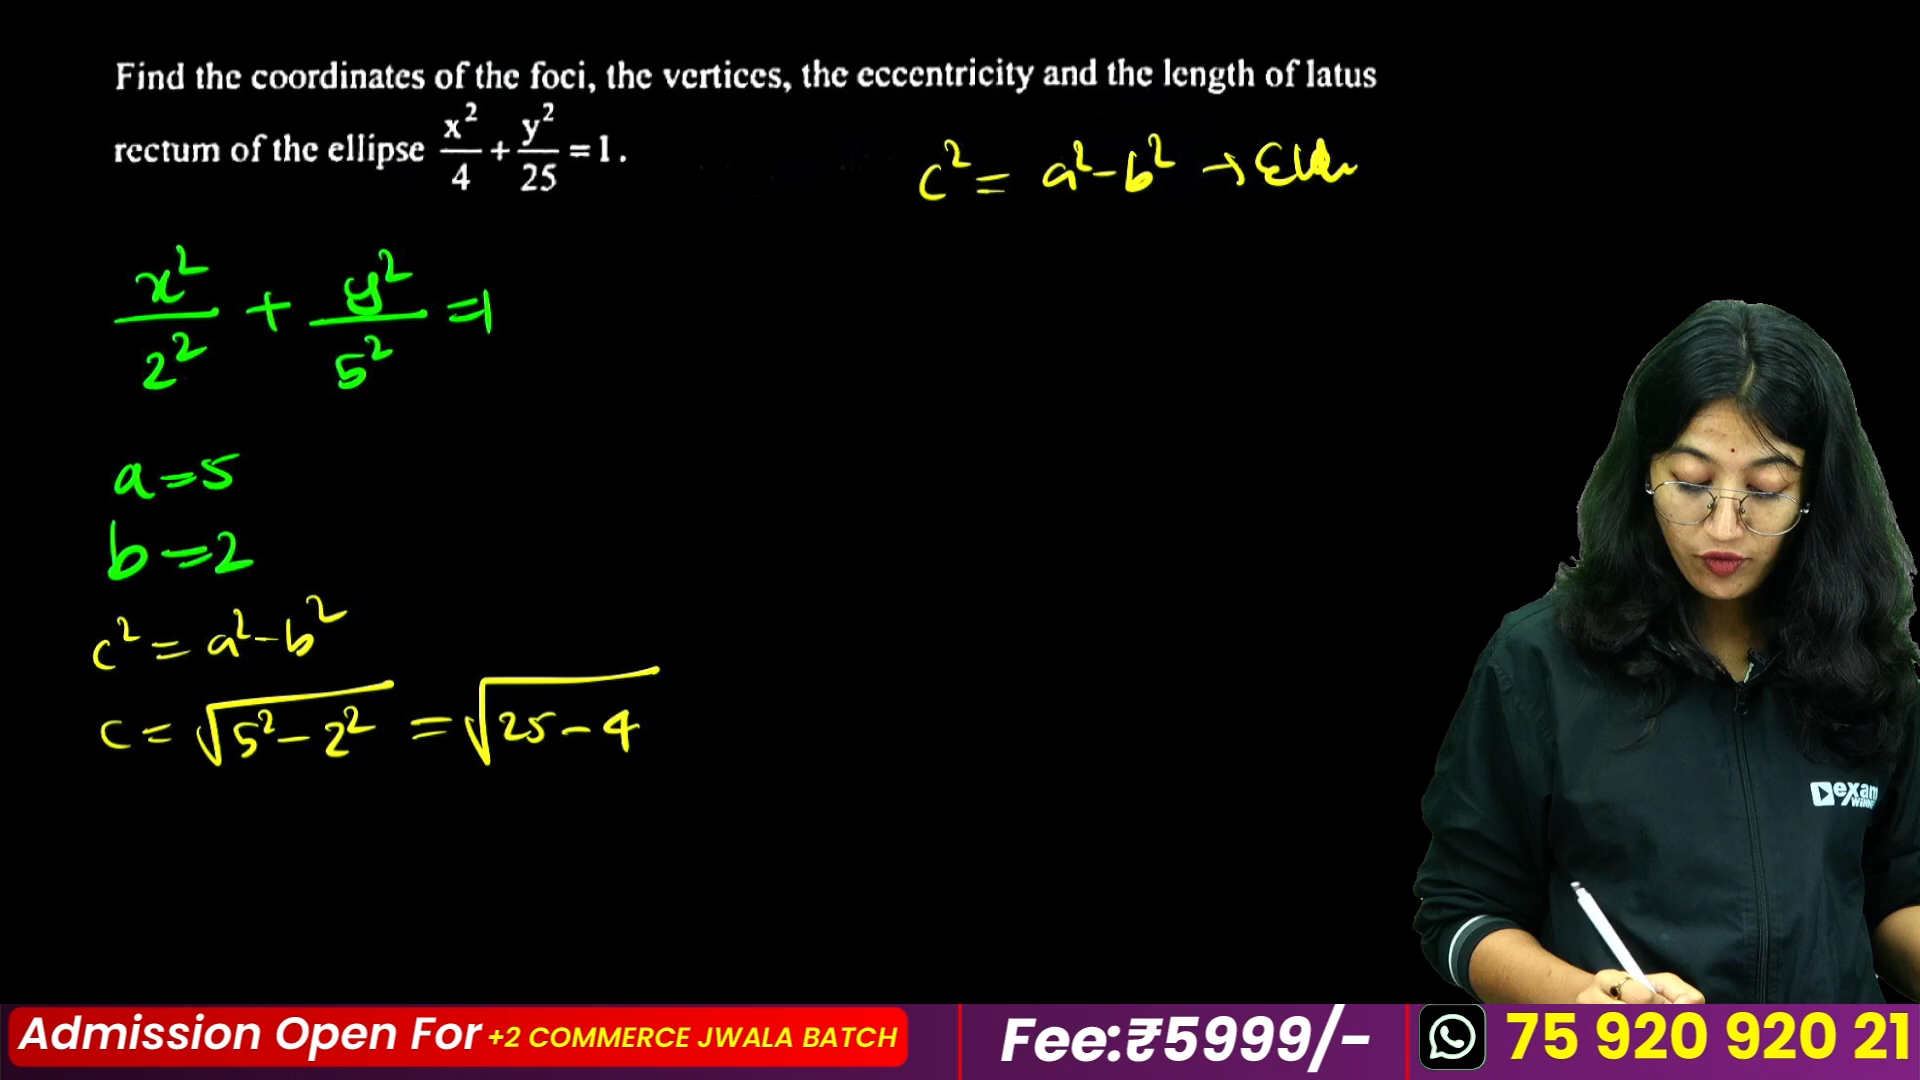 Find the coordinates of the foci, the vertices, the eccentricity and the length of latus
rectum of the ellipse x²/4 + y²/25 = 1.
c² = a² - b² →
x²/2² + y²/5² = 1
a = 5
b = 2
c² = a² - b²
c = √(5² - 2²) = √(25 - 4)
exam
Admission Open For +2 COMMERCE JWALA BATCH
Fee:₹5999/-
75 920 920 21